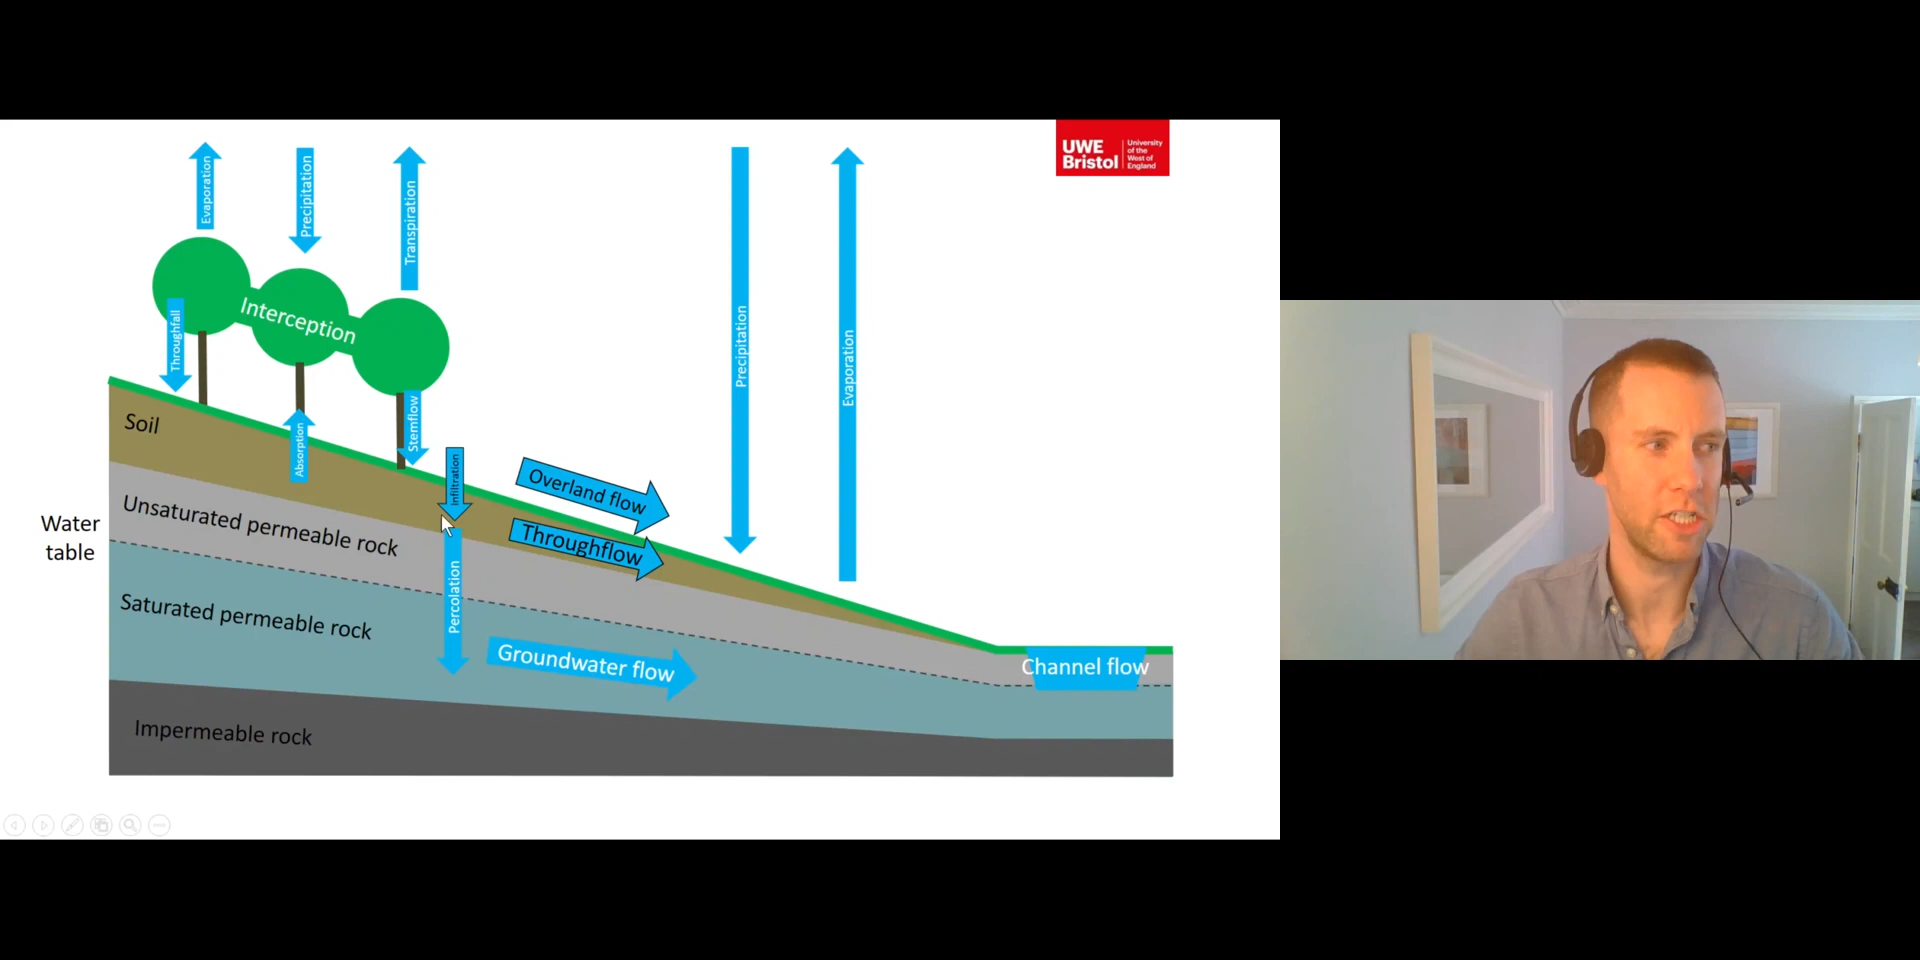 UWE
Bristol
University
of the
West of
England
Evaporation
Precipitation
Transpiration
Interception
Throughfall
Precipitation
Evaporation
Soil
Absorption
Stemflow
Infiltration
Overland flow
Throughflow
Unsaturated permeable rock
Water
table
Percolation
Saturated permeable rock
Groundwater flow
Channel flow
Impermeable rock